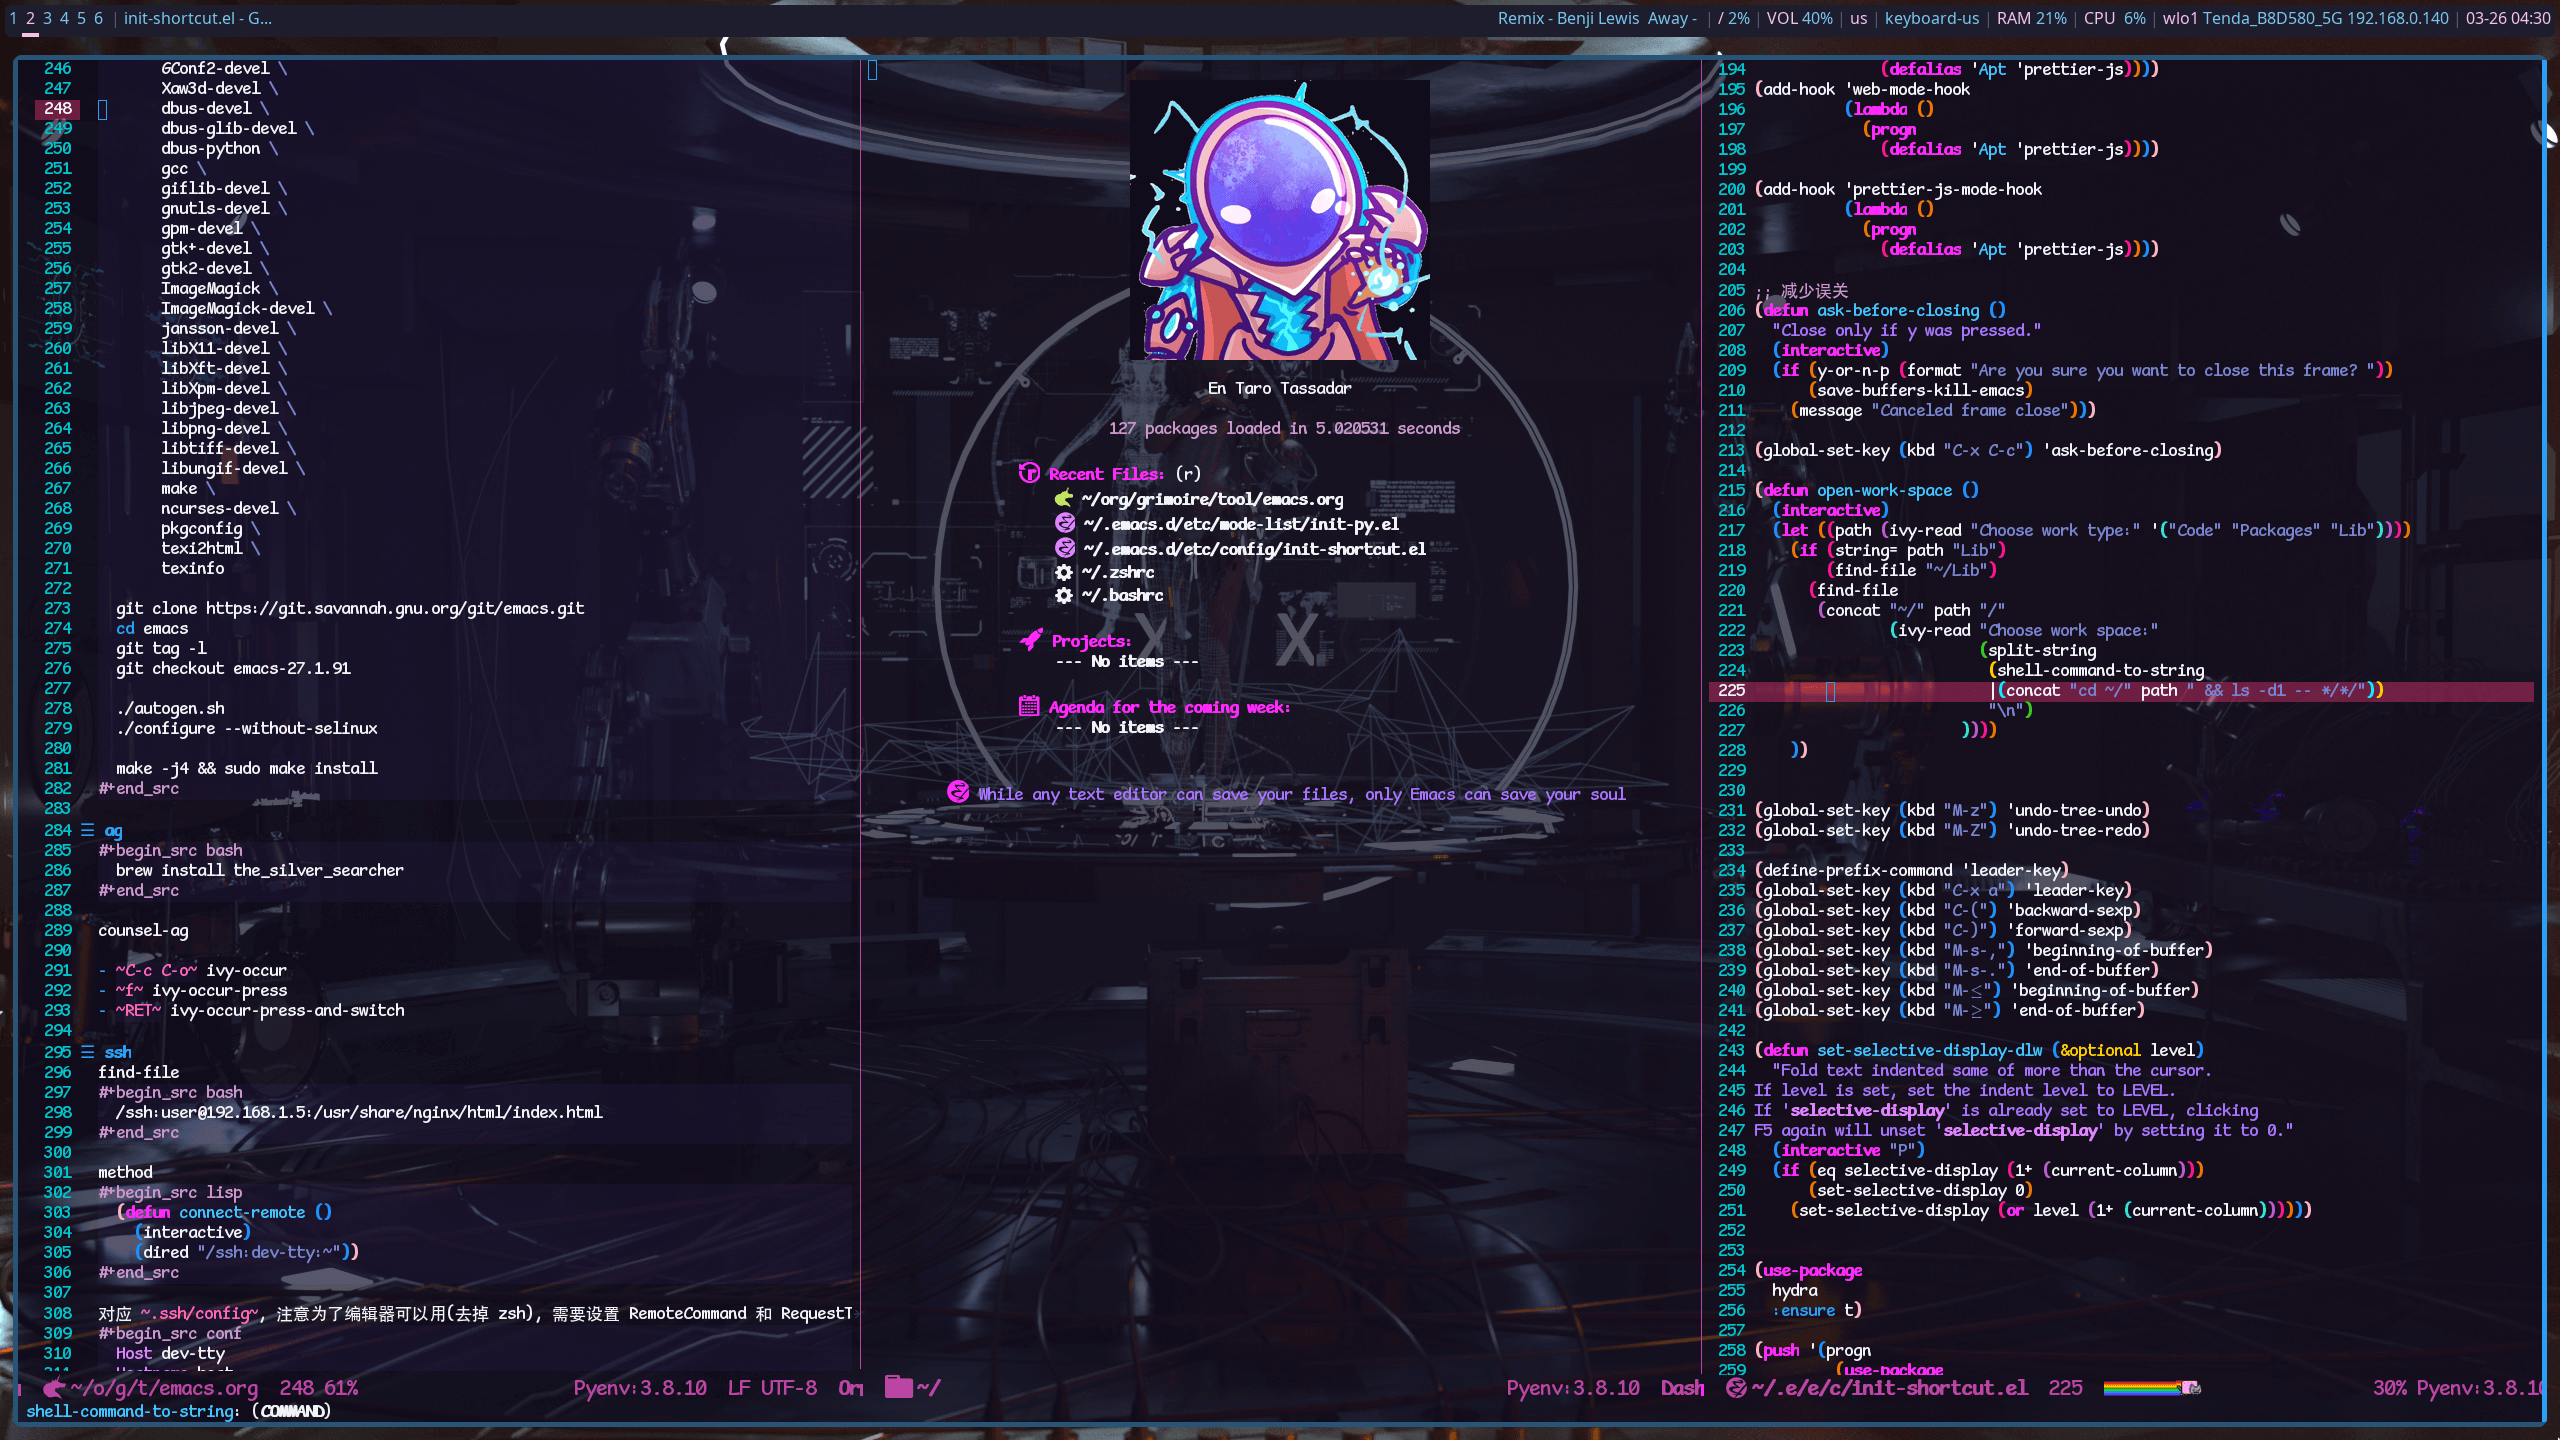 1 2 3 4 5 6 | init-shortcut.el - G...
Remix - Benji Lewis Away - | / 2% | VOL 40% | us | keyboard-us | RAM 21% | CPU 6% | wlo1 Tenda_B8D580_5G 192.168.0.140 | 03-26 04:30
246 GConf2-devel \
247 Xaw3d-devel \
248 dbus-devel \
249 dbus-glib-devel \
250 dbus-python \
251 gcc \
252 giflib-devel \
253 gnutls-devel \
254 gpm-devel \
255 gtk+-devel \
256 gtk2-devel \
257 ImageMagick \
258 ImageMagick-devel \
259 jansson-devel \
260 libX11-devel \
261 libXft-devel \
262 libXpm-devel \
263 libjpeg-devel \
264 libpng-devel \
265 libtiff-devel \
266 libungif-devel \
267 make \
268 ncurses-devel \
269 pkgconfig \
270 texi2html \
271 texinfo
272
273 git clone https://git.savannah.gnu.org/git/emacs.git
274 cd emacs
275 git tag -l
276 git checkout emacs-27.1.91
277
278 ./autogen.sh
279 ./configure --without-selinux
280
281 make -j4 && sudo make install
282 #+end_src
283
284 ☰ ag
285 #+begin_src bash
286 brew install the_silver_searcher
287 #+end_src
288
289 counsel-ag
290
291 - ~C-c C-o~ ivy-occur
292 - ~f~ ivy-occur-press
293 - ~RET~ ivy-occur-press-and-switch
294
295 ☰ ssh
296 find-file
297 #+begin_src bash
298 /ssh:user@192.168.1.5:/usr/share/nginx/html/index.html
299 #+end_src
300
301 method
302 #+begin_src lisp
303 (defun connect-remote ()
304 (interactive)
305 (dired "/ssh:dev-tty:~"))
306 #+end_src
307
308 对应 ~.ssh/config~, 注意为了编辑器可以用(去掉 zsh), 需要设置 RemoteCommand 和 RequestT
309 #+begin_src conf
310 Host dev-tty
311 Hostname host
~/o/g/t/emacs.org 248 61% Pyenv:3.8.10 LF UTF-8 Or
En Taro Tassadar
127 packages loaded in 5.020531 seconds
Recent Files: (r)
~/org/grimoire/tool/emacs.org
~/.emacs.d/etc/mode-list/init-py.el
~/.emacs.d/etc/config/init-shortcut.el
~/.zshrc
~/.bashrc
Projects:
--- No items ---
Agenda for the coming week:
--- No items ---
While any text editor can save your files, only Emacs can save your soul
~/ Pyenv:3.8.10 Dash
194 (defalias 'Apt 'prettier-js))))
195 (add-hook 'web-mode-hook
196 (lambda ()
197 (progn
198 (defalias 'Apt 'prettier-js))))
199
200 (add-hook 'prettier-js-mode-hook
201 (lambda ()
202 (progn
203 (defalias 'Apt 'prettier-js))))
204
205 ;; 减少误关
206 (defun ask-before-closing ()
207 "Close only if y was pressed."
208 (interactive)
209 (if (y-or-n-p (format "Are you sure you want to close this frame? "))
210 (save-buffers-kill-emacs)
211 (message "Canceled frame close")))
212
213 (global-set-key (kbd "C-x C-c") 'ask-before-closing)
214
215 (defun open-work-space ()
216 (interactive)
217 (let ((path (ivy-read "Choose work type:" '("Code" "Packages" "Lib"))))
218 (if (string= path "Lib")
219 (find-file "~/Lib")
220 (find-file
221 (concat "~/" path "/"
222 (ivy-read "Choose work space:"
223 (split-string
224 (shell-command-to-string
225 |(concat "cd ~/" path " && ls -d1 -- */*/"))
226 "\n")
227 ))))
228 ))
229
230
231 (global-set-key (kbd "M-z") 'undo-tree-undo)
232 (global-set-key (kbd "M-Z") 'undo-tree-redo)
233
234 (define-prefix-command 'leader-key)
235 (global-set-key (kbd "C-x a") 'leader-key)
236 (global-set-key (kbd "C-(") 'backward-sexp)
237 (global-set-key (kbd "C-)") 'forward-sexp)
238 (global-set-key (kbd "M-s-,") 'beginning-of-buffer)
239 (global-set-key (kbd "M-s-.") 'end-of-buffer)
240 (global-set-key (kbd "M-≤") 'beginning-of-buffer)
241 (global-set-key (kbd "M-≥") 'end-of-buffer)
242
243 (defun set-selective-display-dlw (&optional level)
244 "Fold text indented same of more than the cursor.
245 If level is set, set the indent level to LEVEL.
246 If 'selective-display' is already set to LEVEL, clicking
247 F5 again will unset 'selective-display' by setting it to 0."
248 (interactive "P")
249 (if (eq selective-display (1+ (current-column)))
250 (set-selective-display 0)
251 (set-selective-display (or level (1+ (current-column))))))
252
253
254 (use-package
255 hydra
256 :ensure t)
257
258 (push '(progn
259 (use-package
~/.e/e/c/init-shortcut.el 225 30% Pyenv:3.8.10
shell-command-to-string: (COMMAND)